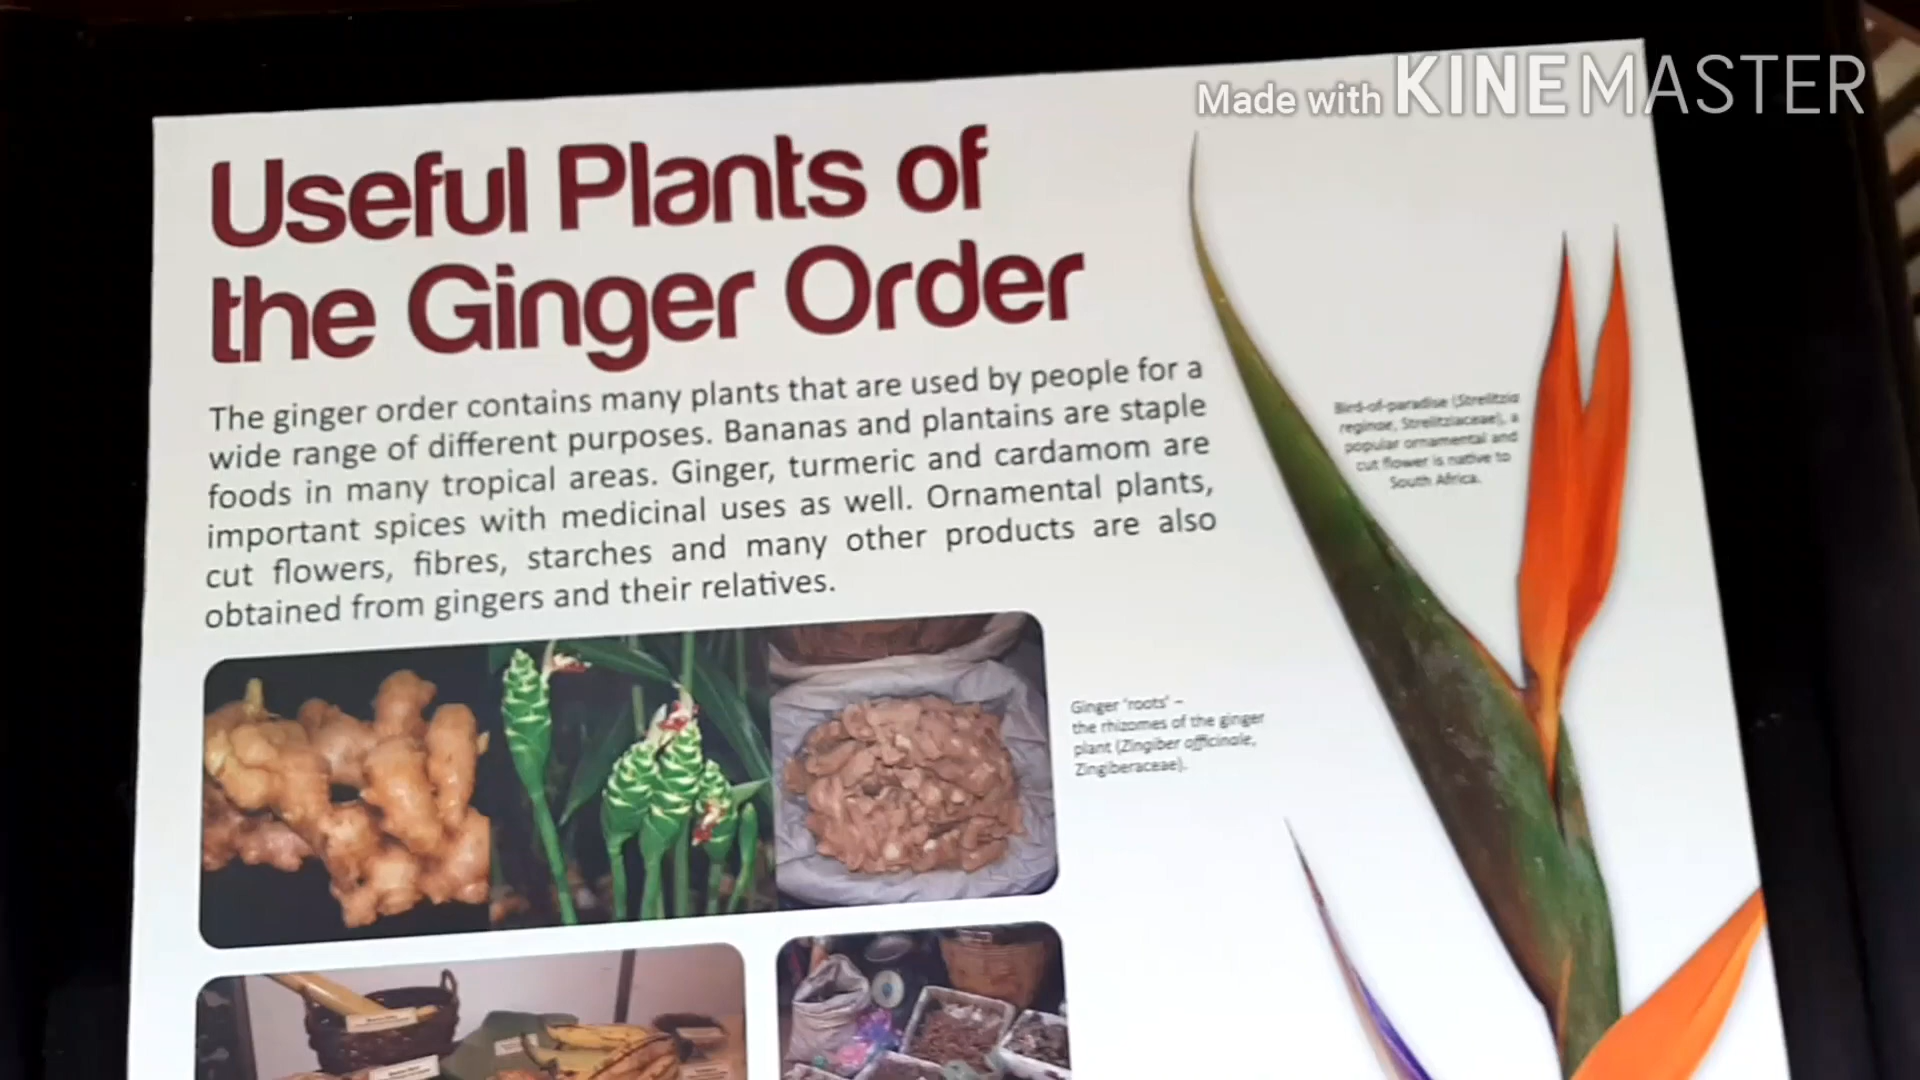 Made with KINEMASTER
Useful Plants of
the Ginger Order
The ginger order contains many plants that are used by people for a
wide range of different purposes. Bananas and plantains are staple
foods in many tropical areas. Ginger, turmeric and cardamom are
important spices with medicinal uses as well. Ornamental plants,
cut flowers, fibres, starches and many other products are also
obtained from gingers and their relatives.
Bird-of-paradise (Strelitzia
reginae, Strelitziaceae), a
popular ornamental and
cut flower is native to
South Africa.
Ginger 'roots' –
the rhizomes of the ginger
plant (Zingiber officinale,
Zingiberaceae).